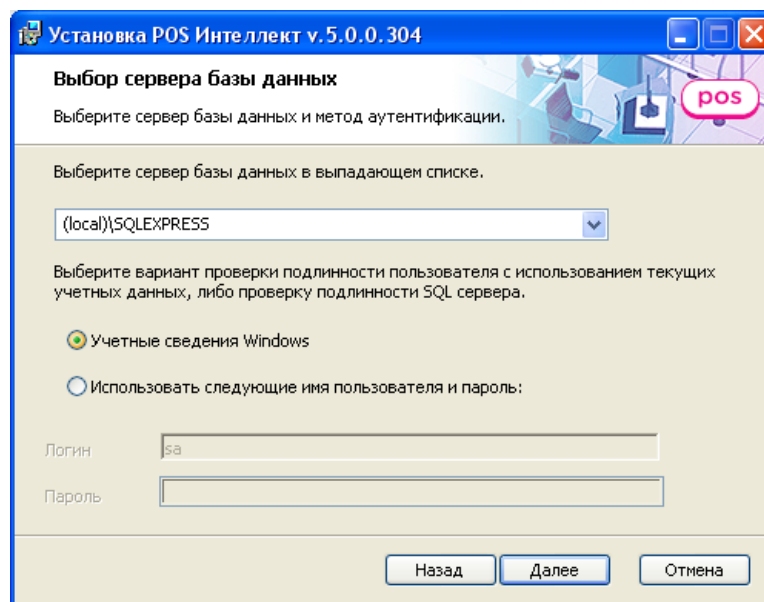 Установка POS Интеллект v.5.0.0.304
Выбор сервера базы данных
Выберите сервер базы данных и метод аутентификации.
pos
Выберите сервер базы данных в выпадающем списке.
(local)\SQLEXPRESS
Выберите вариант проверки подлинности пользователя с использованием текущих
учетных данных, либо проверку подлинности SQL сервера.
Учетные сведения Windows
Использовать следующие имя пользователя и пароль:
Логин
sa
Пароль
Назад
Далее
Отмена